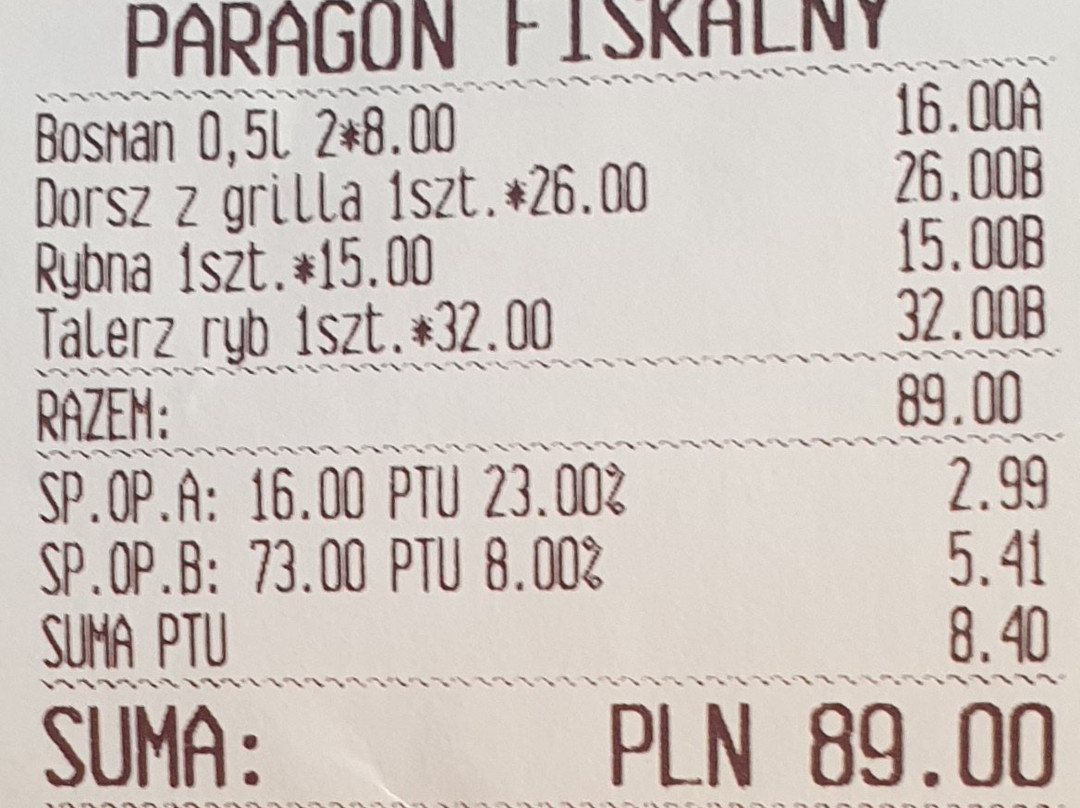 PARAGON FISKALNY
Bosman 0,5l 2*8.00 16.00A
Dorsz z grilla 1szt.*26.00 26.00B
Rybna 1szt.*15.00 15.00B
Talerz ryb 1szt.*32.00 32.00B
RAZEM: 89.00
SP.OP.A: 16.00 PTU 23.00% 2.99
SP.OP.B: 73.00 PTU 8.00% 5.41
SUMA PTU 8.40
SUMA: PLN 89.00